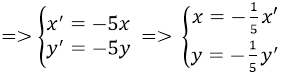 => { x' = -5x => { x = -1/5 x'
y' = -5y y = -1/5 y'